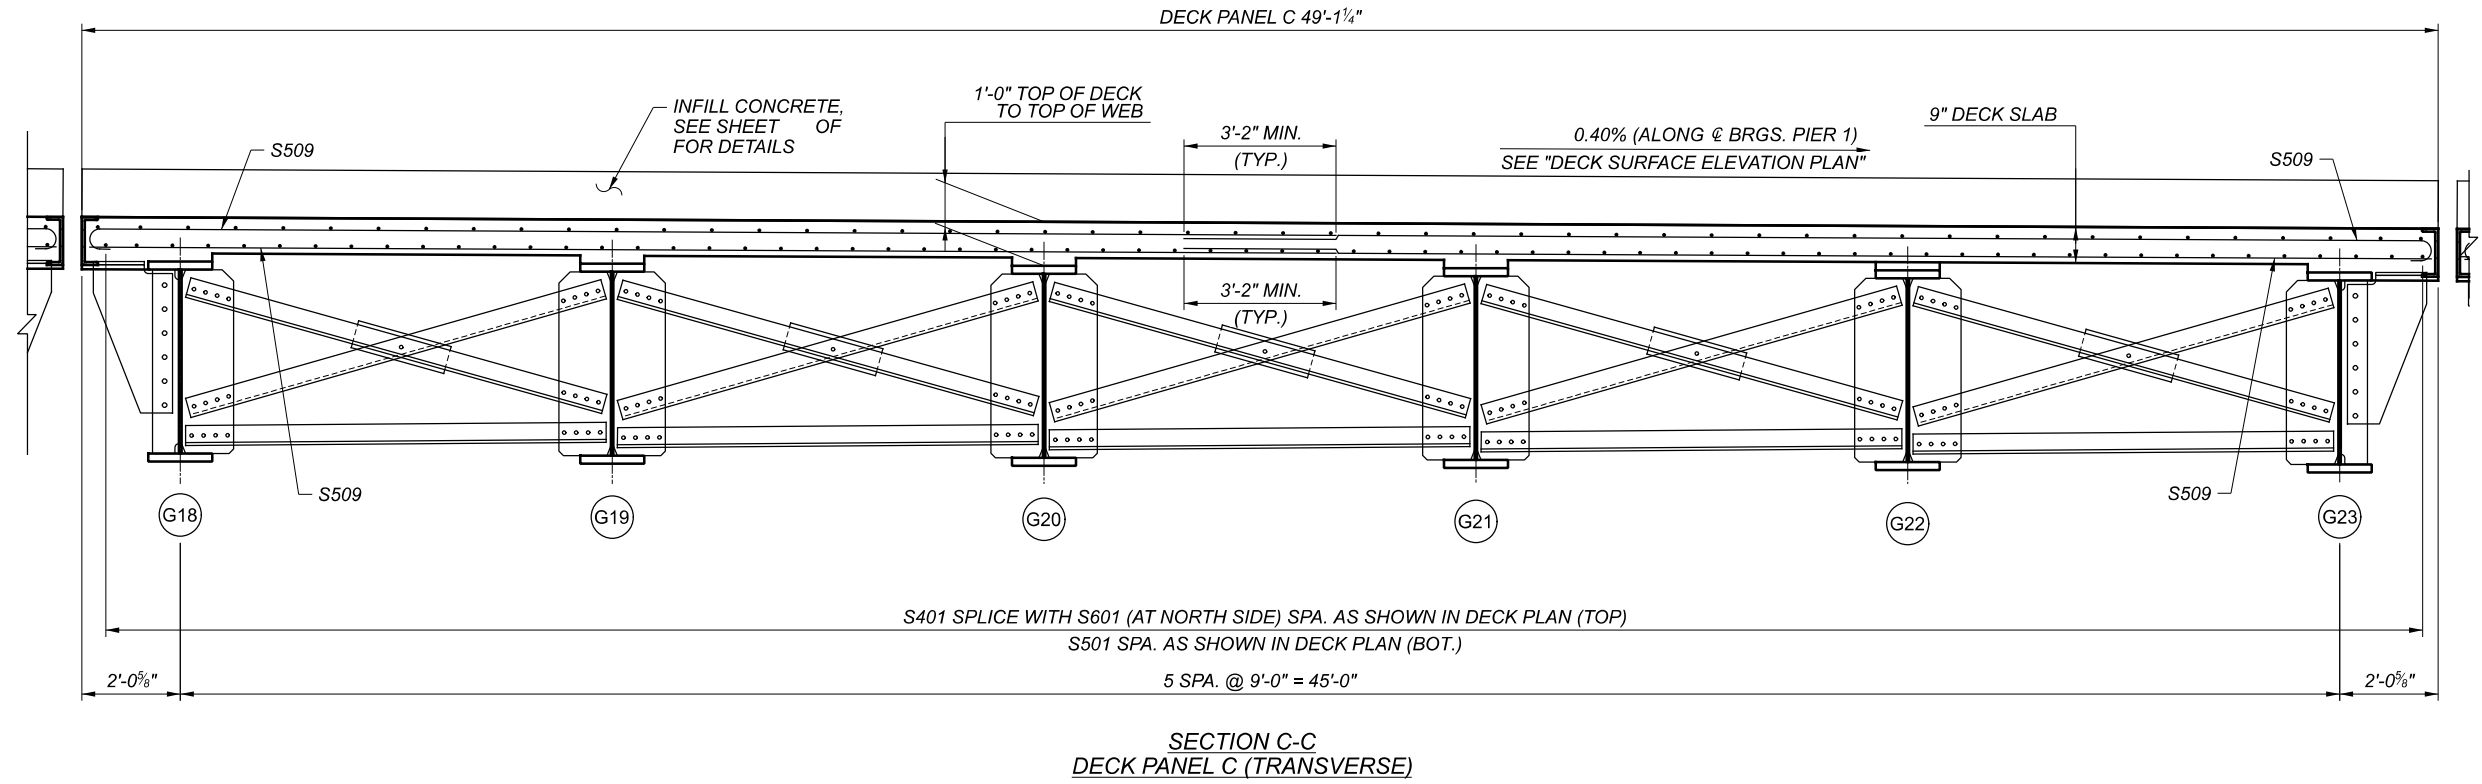 DECK PANEL C 49'-1¼"
1'-0" TOP OF DECK
TO TOP OF WEB
INFILL CONCRETE,
SEE SHEET OF
FOR DETAILS
9" DECK SLAB
3'-2" MIN.
(TYP.)
0.40% (ALONG ℄ BRGS. PIER 1)
SEE "DECK SURFACE ELEVATION PLAN"
S509
S509
3'-2" MIN.
(TYP.)
S509
S509
G18
G19
G20
G21
G22
G23
S401 SPLICE WITH S601 (AT NORTH SIDE) SPA. AS SHOWN IN DECK PLAN (TOP)
S501 SPA. AS SHOWN IN DECK PLAN (BOT.)
2'-0⅝"
5 SPA. @ 9'-0" = 45'-0"
2'-0⅝"
SECTION C-C
DECK PANEL C (TRANSVERSE)